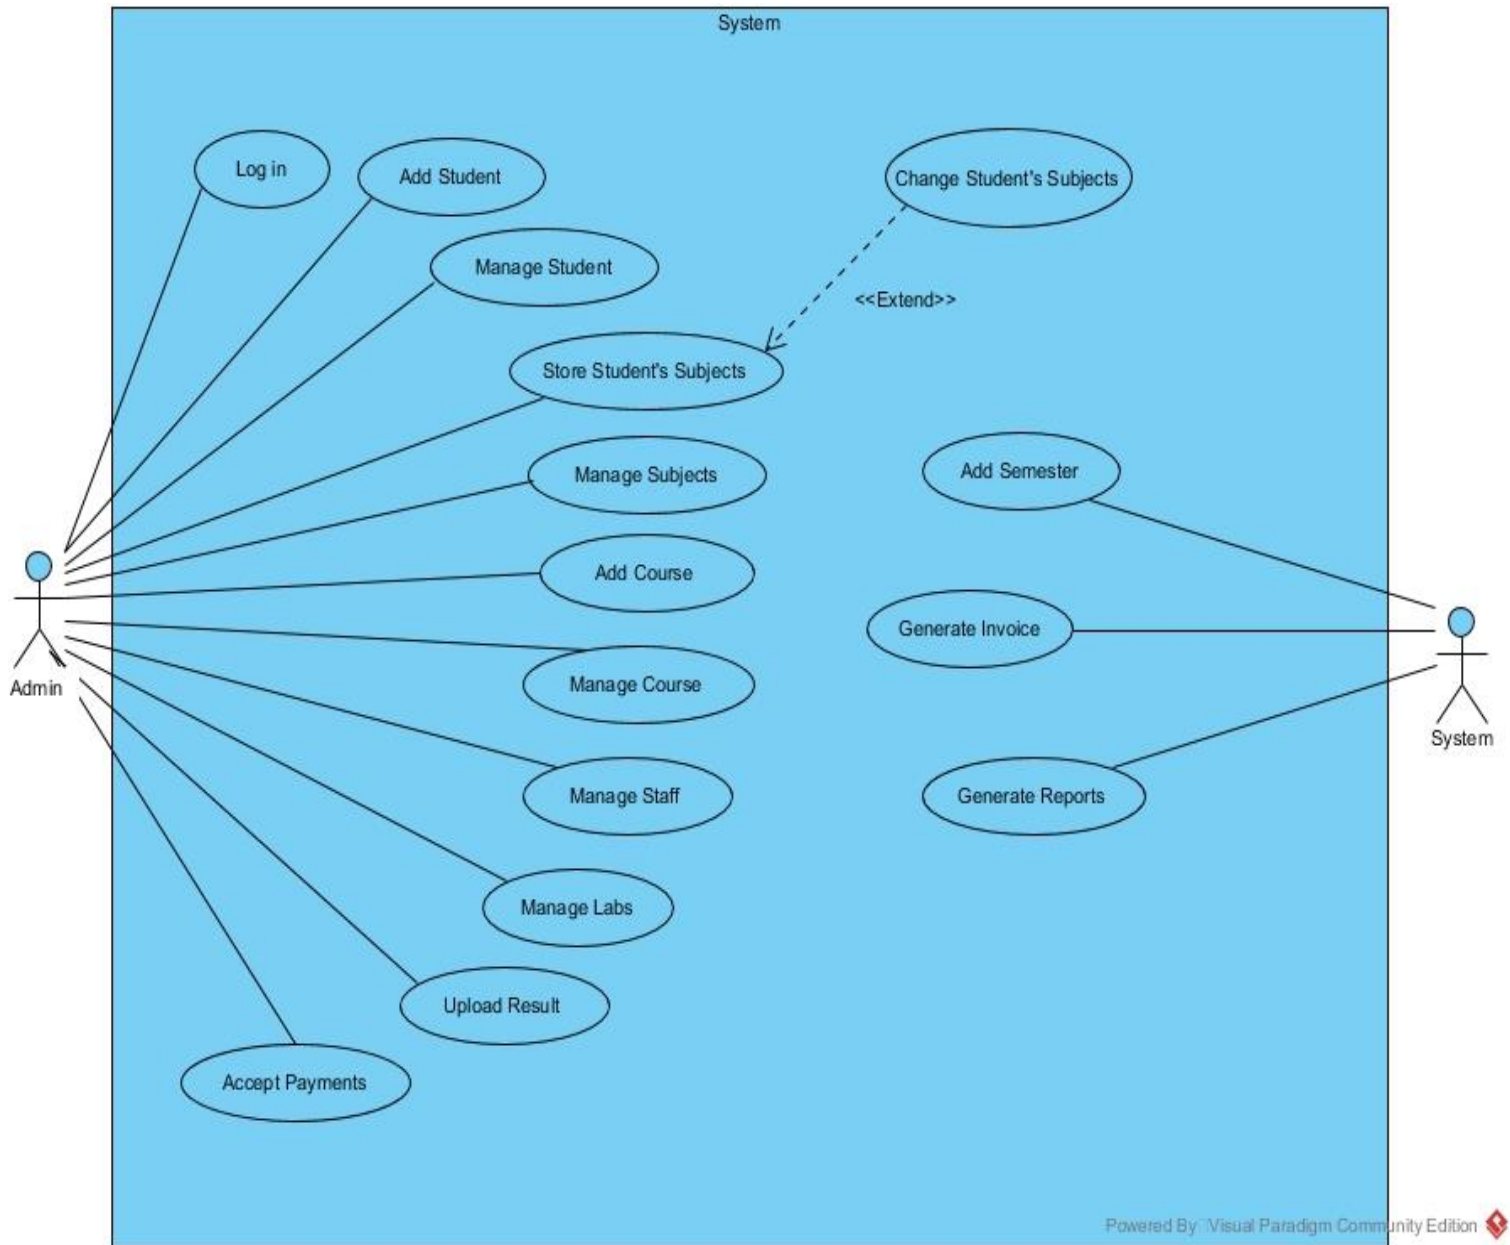 System
Log in
Add Student
Change Student's Subjects
Manage Student
<<Extend>>
Store Student's Subjects
Manage Subjects
Add Semester
Add Course
Generate Invoice
Manage Course
Admin
System
Manage Staff
Generate Reports
Manage Labs
Upload Result
Accept Payments
Powered By Visual Paradigm Community Edition